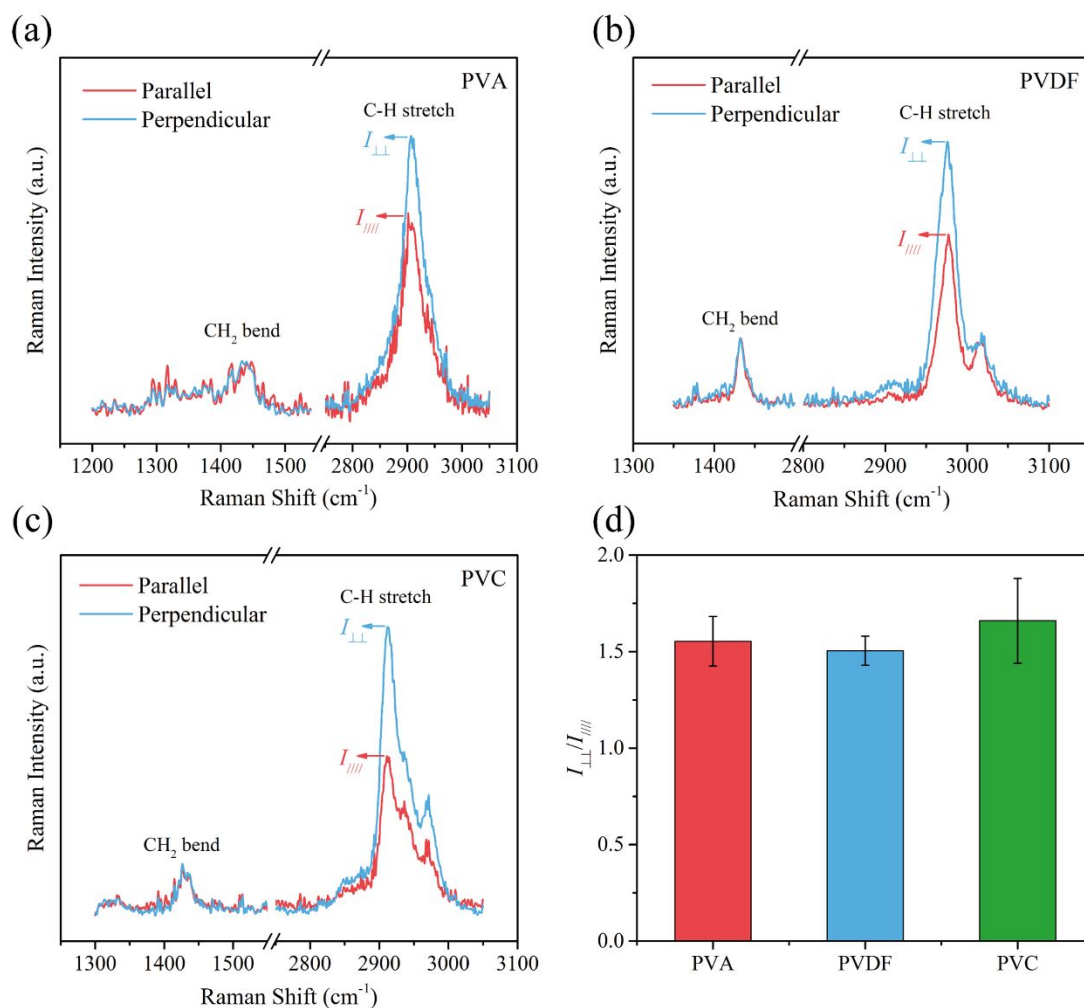 (a)
Parallel
Perpendicular
PVA
C-H stretch
I⊥⊥
I////
CH₂ bend
Raman Intensity (a.u.)
1200 1300 1400 1500 2800 2900 3000 3100
Raman Shift (cm⁻¹)
(b)
Parallel
Perpendicular
PVDF
C-H stretch
I⊥⊥
I////
CH₂ bend
Raman Intensity (a.u.)
1300 1400 2800 2900 3000 3100
Raman Shift (cm⁻¹)
(c)
Parallel
Perpendicular
PVC
C-H stretch
I⊥⊥
I////
CH₂ bend
Raman Intensity (a.u.)
1300 1400 1500 2800 2900 3000 3100
Raman Shift (cm⁻¹)
(d)
2.0
1.5
1.0
0.5
0.0
I⊥⊥/I////
PVA PVDF PVC